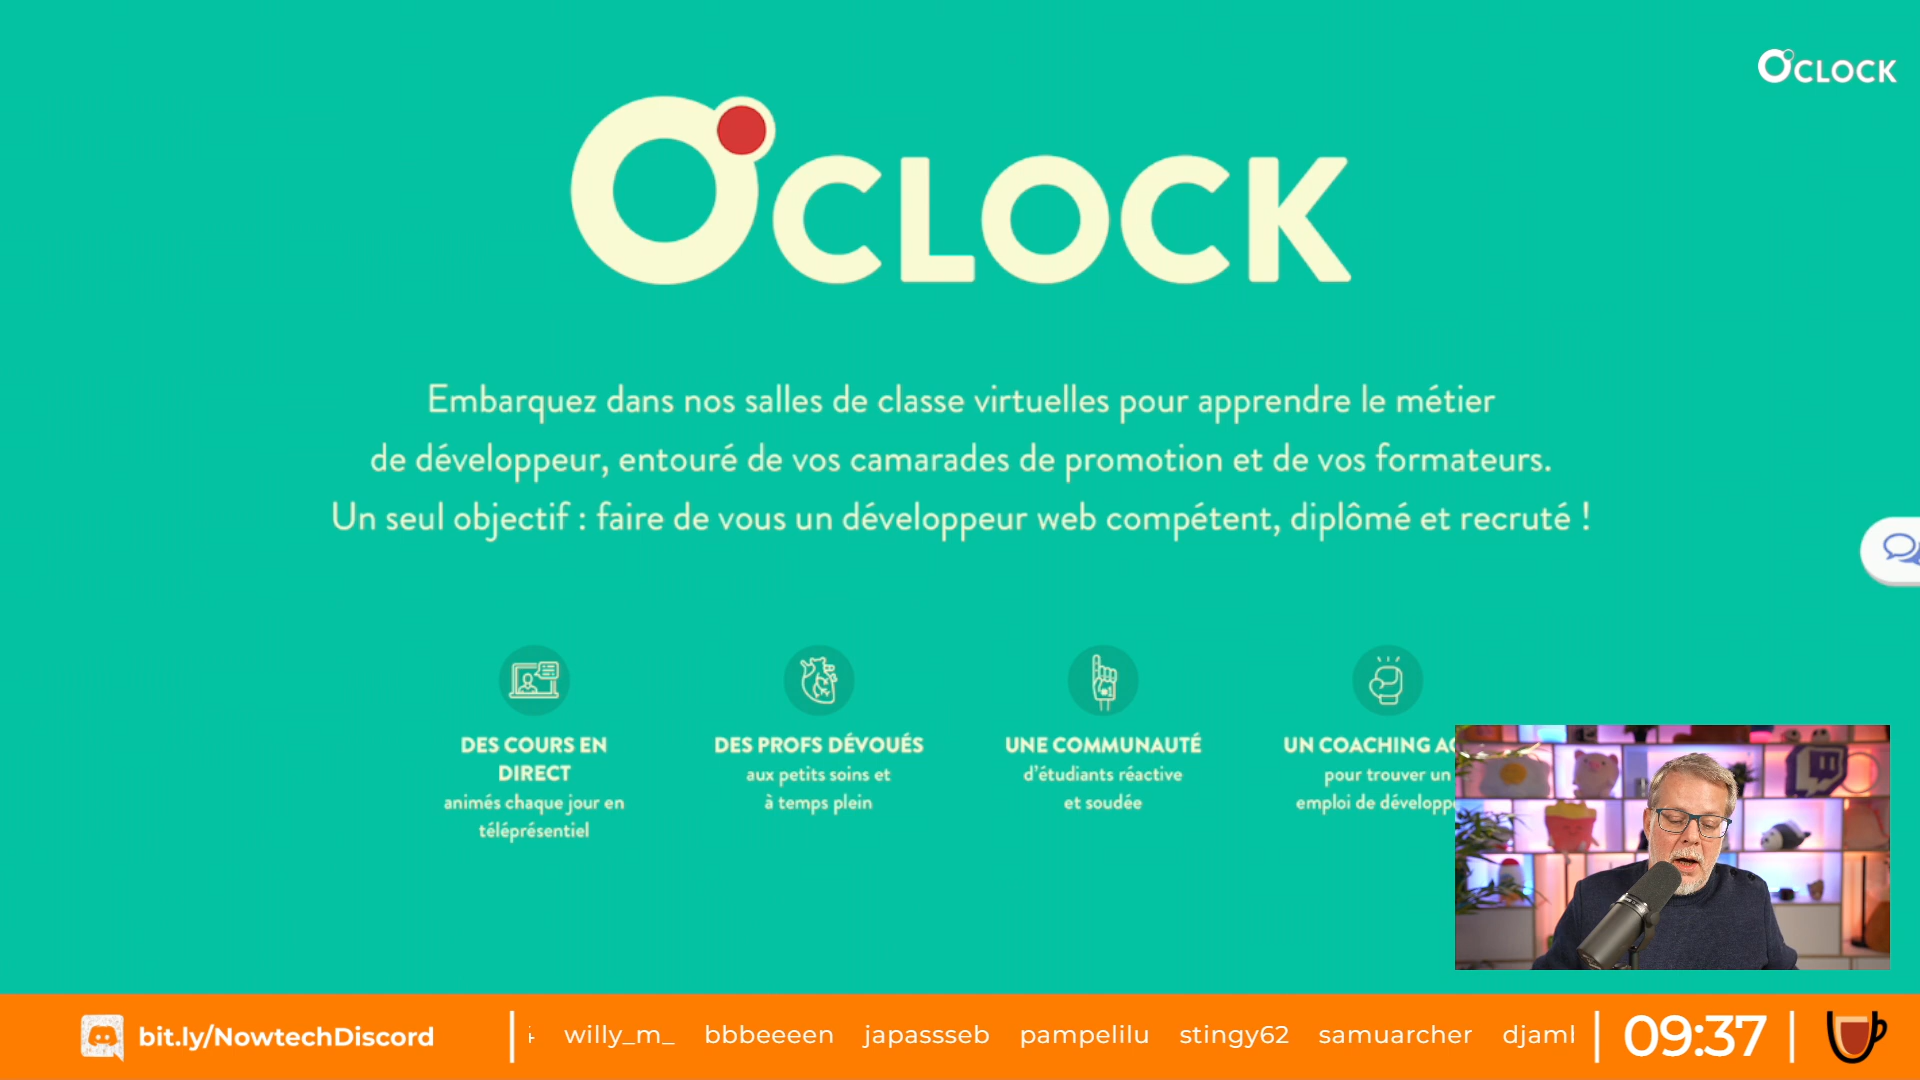 O'CLOCK
O'CLOCK
Embarquez dans nos salles de classe virtuelles pour apprendre le métier
de développeur, entouré de vos camarades de promotion et de vos formateurs.
Un seul objectif : faire de vous un développeur web compétent, diplômé et recruté !
DES COURS EN
DIRECT
animés chaque jour en
téléprésentiel
DES PROFS DÉVOUÉS
aux petits soins et
à temps plein
UNE COMMUNAUTÉ
d'étudiants réactive
et soudée
UN COACHING
pour trouver un
emploi de développe
bit.ly/NowtechDiscord
willy_m_ bbbeeeen japassseb pampelilu stingy62 samuarcher djaml
09:37